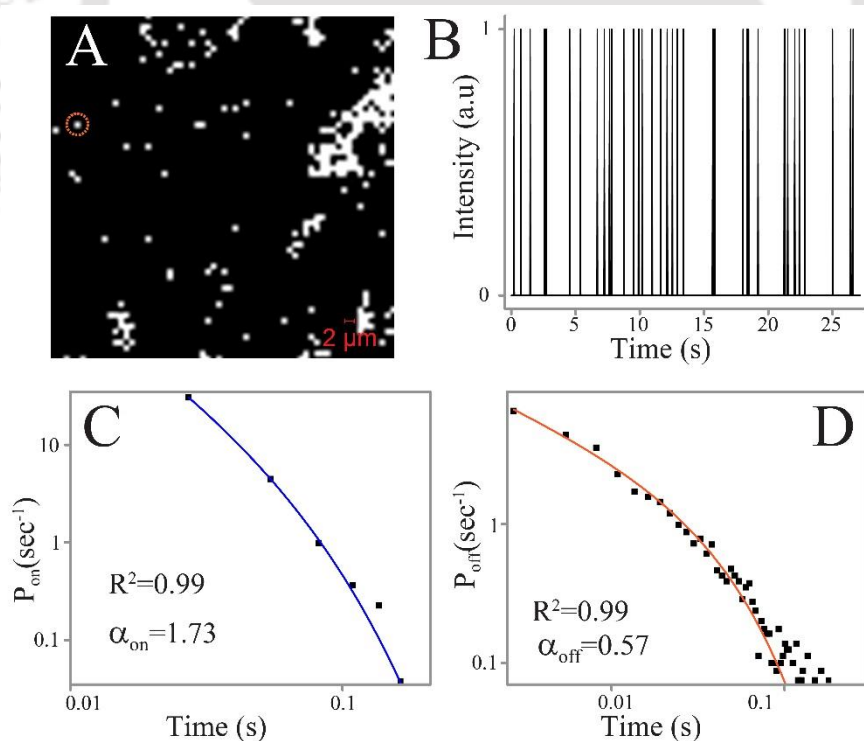 A
2 μm
B
Intensity (a.u)
1
0
0 5 10 15 20 25
Time (s)
C
P_on(sec⁻¹)
10
1
0.1
R²=0.99
α_on=1.73
0.01 0.1
Time (s)
D
P_off(sec⁻¹)
1
0.1
R²=0.99
α_off=0.57
0.01 0.1
Time (s)